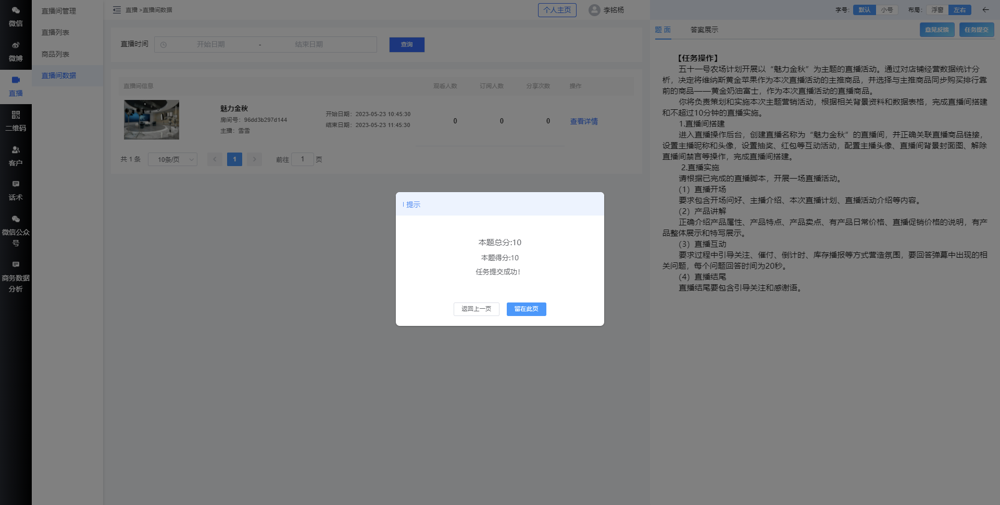 微信
微博
直播
二维码
客户
话术
微信公众
号
商务数据
分析
直播间管理
直播列表
商品列表
直播间数据
直播 >直播间数据
个人主页
李铭杨
直播时间
开始日期
-
结束日期
查询
直播间信息
观看人数
订阅人数
分享次数
操作
魅力金秋
房间号：96dd3b297d144
主播：雪雪
开始日期：2023-05-23 10:45:30
结束日期：2023-05-23 11:45:30
0
0
0
查看详情
共 1 条
10条/页
1
前往
1
页
提示
本题总分:10
本题得分:10
任务提交成功！
返回上一页
留在此页
字号：
默认
小号
布局：
浮窗
左右
题 面
答案展示
意见反馈
任务提交
【任务操作】
五十一号农场计划开展以“魅力金秋”为主题的直播活动。通过对店铺经营数据统计分
析，决定将维纳斯黄金苹果作为本次直播活动的主推商品，并选择与主推商品同步购买排行靠
前的商品——黄金奶油富士，作为本次直播活动的直播商品。
你将负责策划和实施本次主题营销活动，根据相关背景资料和数据表格，完成直播间搭建
和不超过10分钟的直播实施。
1.直播间搭建
进入直播操作后台，创建直播名称为“魅力金秋”的直播间，并正确关联直播商品链接，
设置主播昵称和头像，设置抽奖、红包等互动活动，配置主播头像、直播间背景封面图、解除
直播间禁言等操作，完成直播间搭建。
2.直播实施
请根据已完成的直播脚本，开展一场直播活动。
（1）直播开场
要求包含开场问好、主播介绍、本次直播计划、直播活动介绍等内容。
（2）产品讲解
正确介绍产品属性、产品特点、产品卖点、有产品日常价格、直播促销价格的说明，有产
品整体展示和特写展示。
（3）直播互动
要求过程中引导关注、催付、倒计时、库存播报等方式营造氛围，要回答弹幕中出现的相
关问题，每个问题回答时间为20秒。
（4）直播结尾
直播结尾要包含引导关注和感谢语。